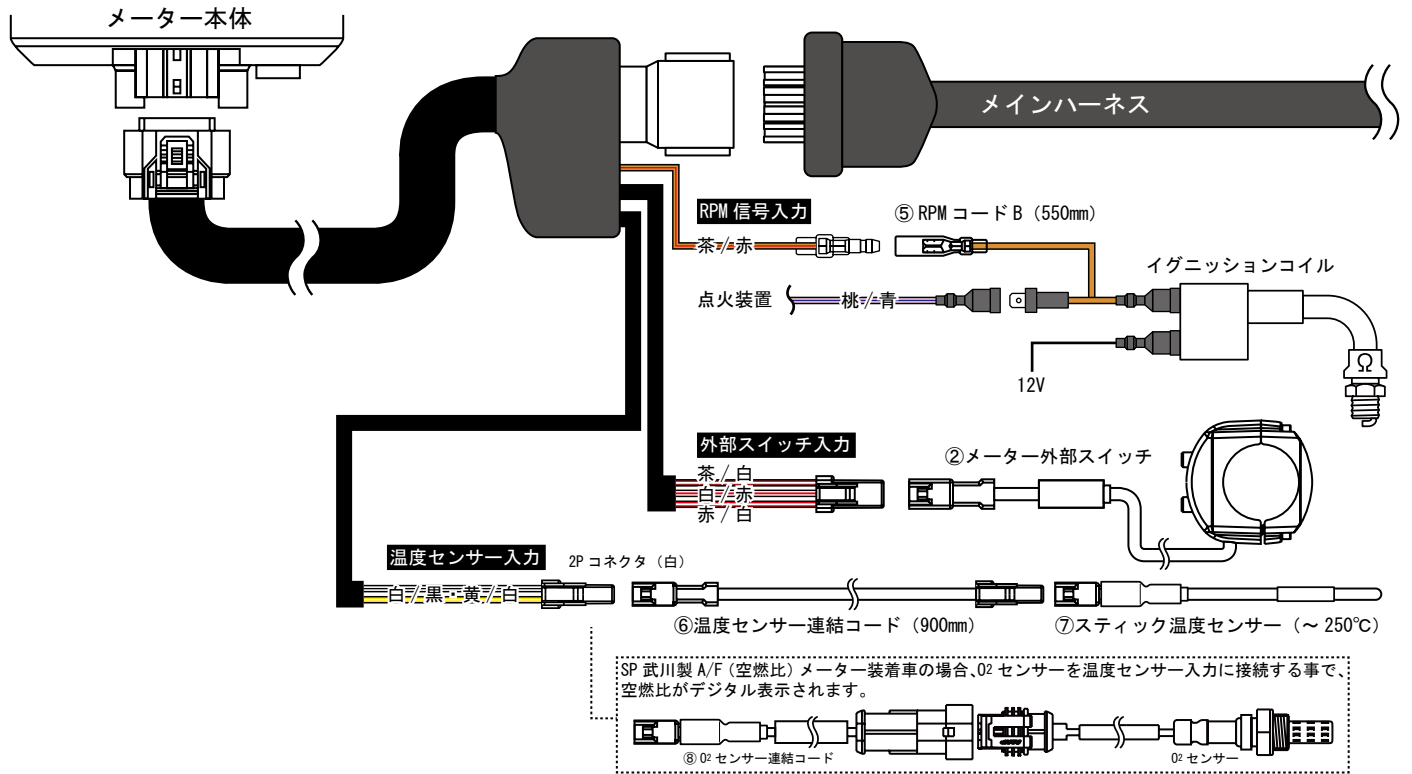 メーター本体
メインハーネス
RPM 信号入力
⑤ RPM コード B（550mm）
茶／赤
イグニッションコイル
点火装置
桃／青
12V
外部スイッチ入力
②メーター外部スイッチ
茶／白
白／赤
赤／白
温度センサー入力
2P コネクタ（白）
白／黒・黄／白
⑥温度センサー連結コード（900mm）
⑦スティック温度センサー（～ 250℃）
Ω
SP 武川製 A/F（空燃比）メーター装着車の場合、O2 センサーを温度センサー入力に接続する事で、
空燃比がデジタル表示されます。
⑧ O2 センサー連結コード
O2 センサー